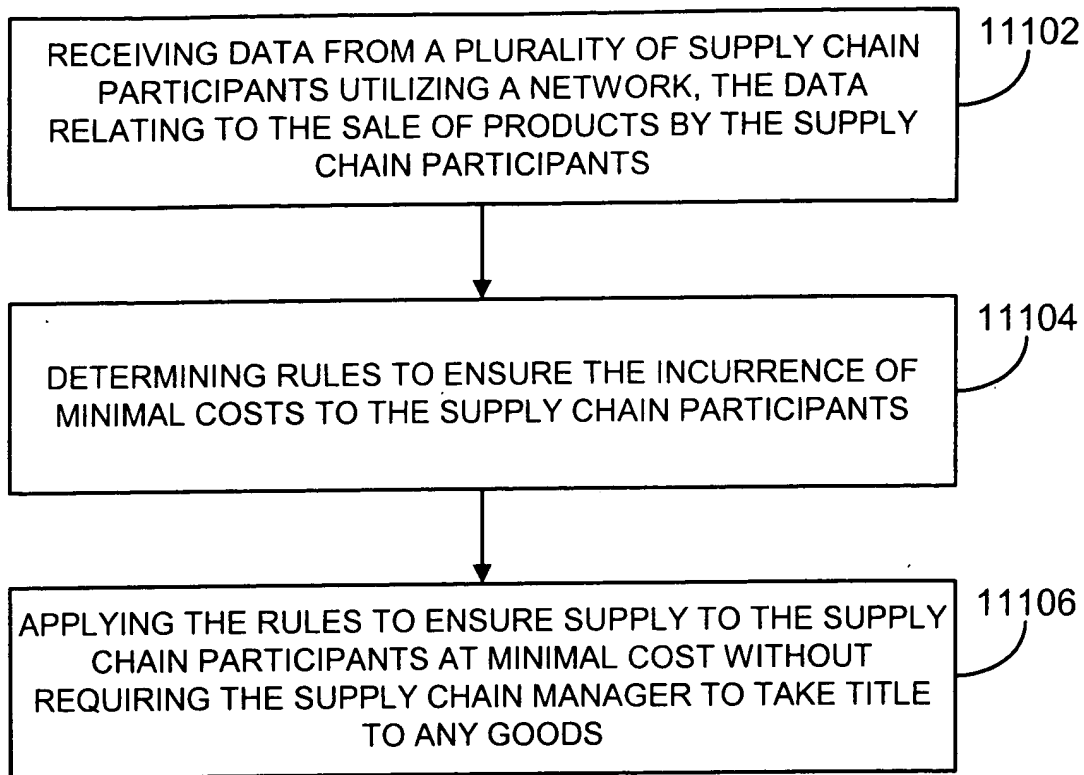 RECEIVING DATA FROM A PLURALITY OF SUPPLY CHAIN
PARTICIPANTS UTILIZING A NETWORK, THE DATA
RELATING TO THE SALE OF PRODUCTS BY THE SUPPLY
CHAIN PARTICIPANTS
11102
DETERMINING RULES TO ENSURE THE INCURRENCE OF
MINIMAL COSTS TO THE SUPPLY CHAIN PARTICIPANTS
11104
APPLYING THE RULES TO ENSURE SUPPLY TO THE SUPPLY
CHAIN PARTICIPANTS AT MINIMAL COST WITHOUT
REQUIRING THE SUPPLY CHAIN MANAGER TO TAKE TITLE
TO ANY GOODS
11106